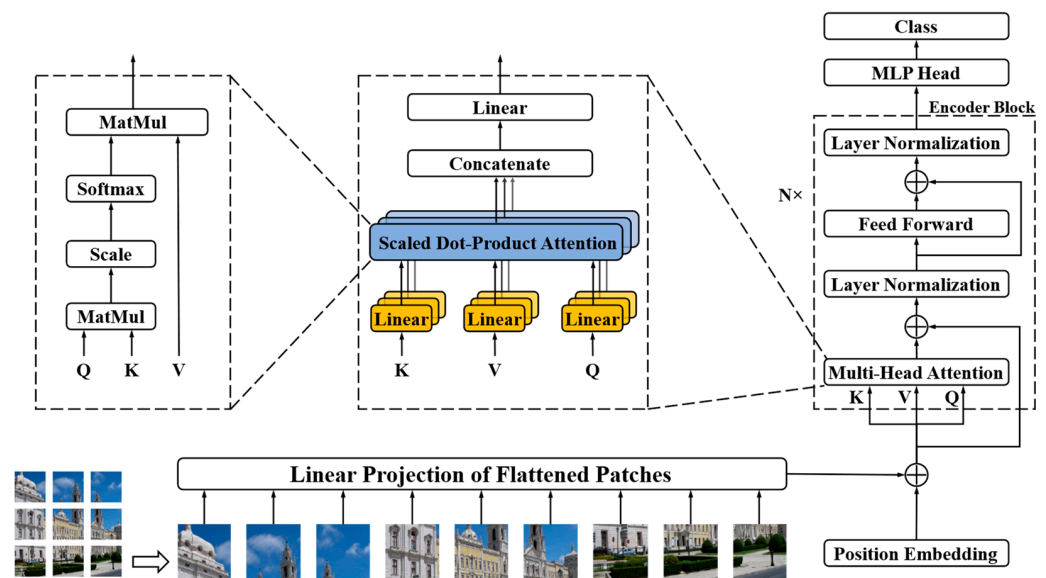 MatMul
Softmax
Scale
MatMul
Q K V
Linear
Concatenate
Scaled Dot-Product Attention
Linear Linear Linear
K V Q
Class
MLP Head
Encoder Block
Layer Normalization
N×
Feed Forward
Layer Normalization
Multi-Head Attention
K V Q
Linear Projection of Flattened Patches
Position Embedding